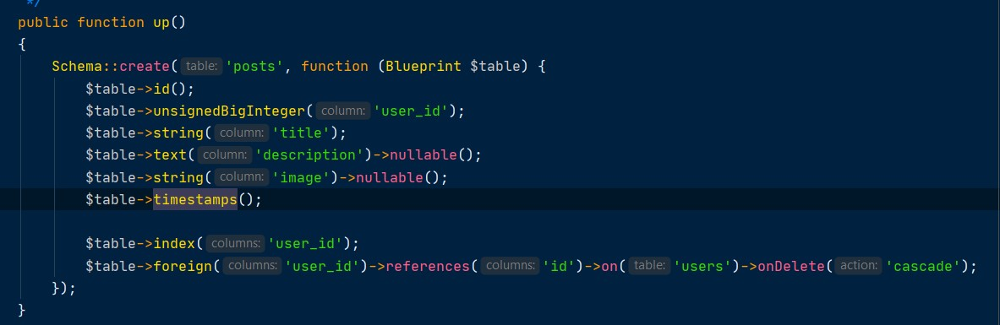 */
public function up()
{
    Schema::create( table: 'posts', function (Blueprint $table) {
        $table->id();
        $table->unsignedBigInteger( column: 'user_id');
        $table->string( column: 'title');
        $table->text( column: 'description')->nullable();
        $table->string( column: 'image')->nullable();
        $table->timestamps();
        $table->index( columns: 'user_id');
        $table->foreign( columns: 'user_id')->references( columns: 'id')->on( table: 'users')->onDelete( action: 'cascade');
    });
}